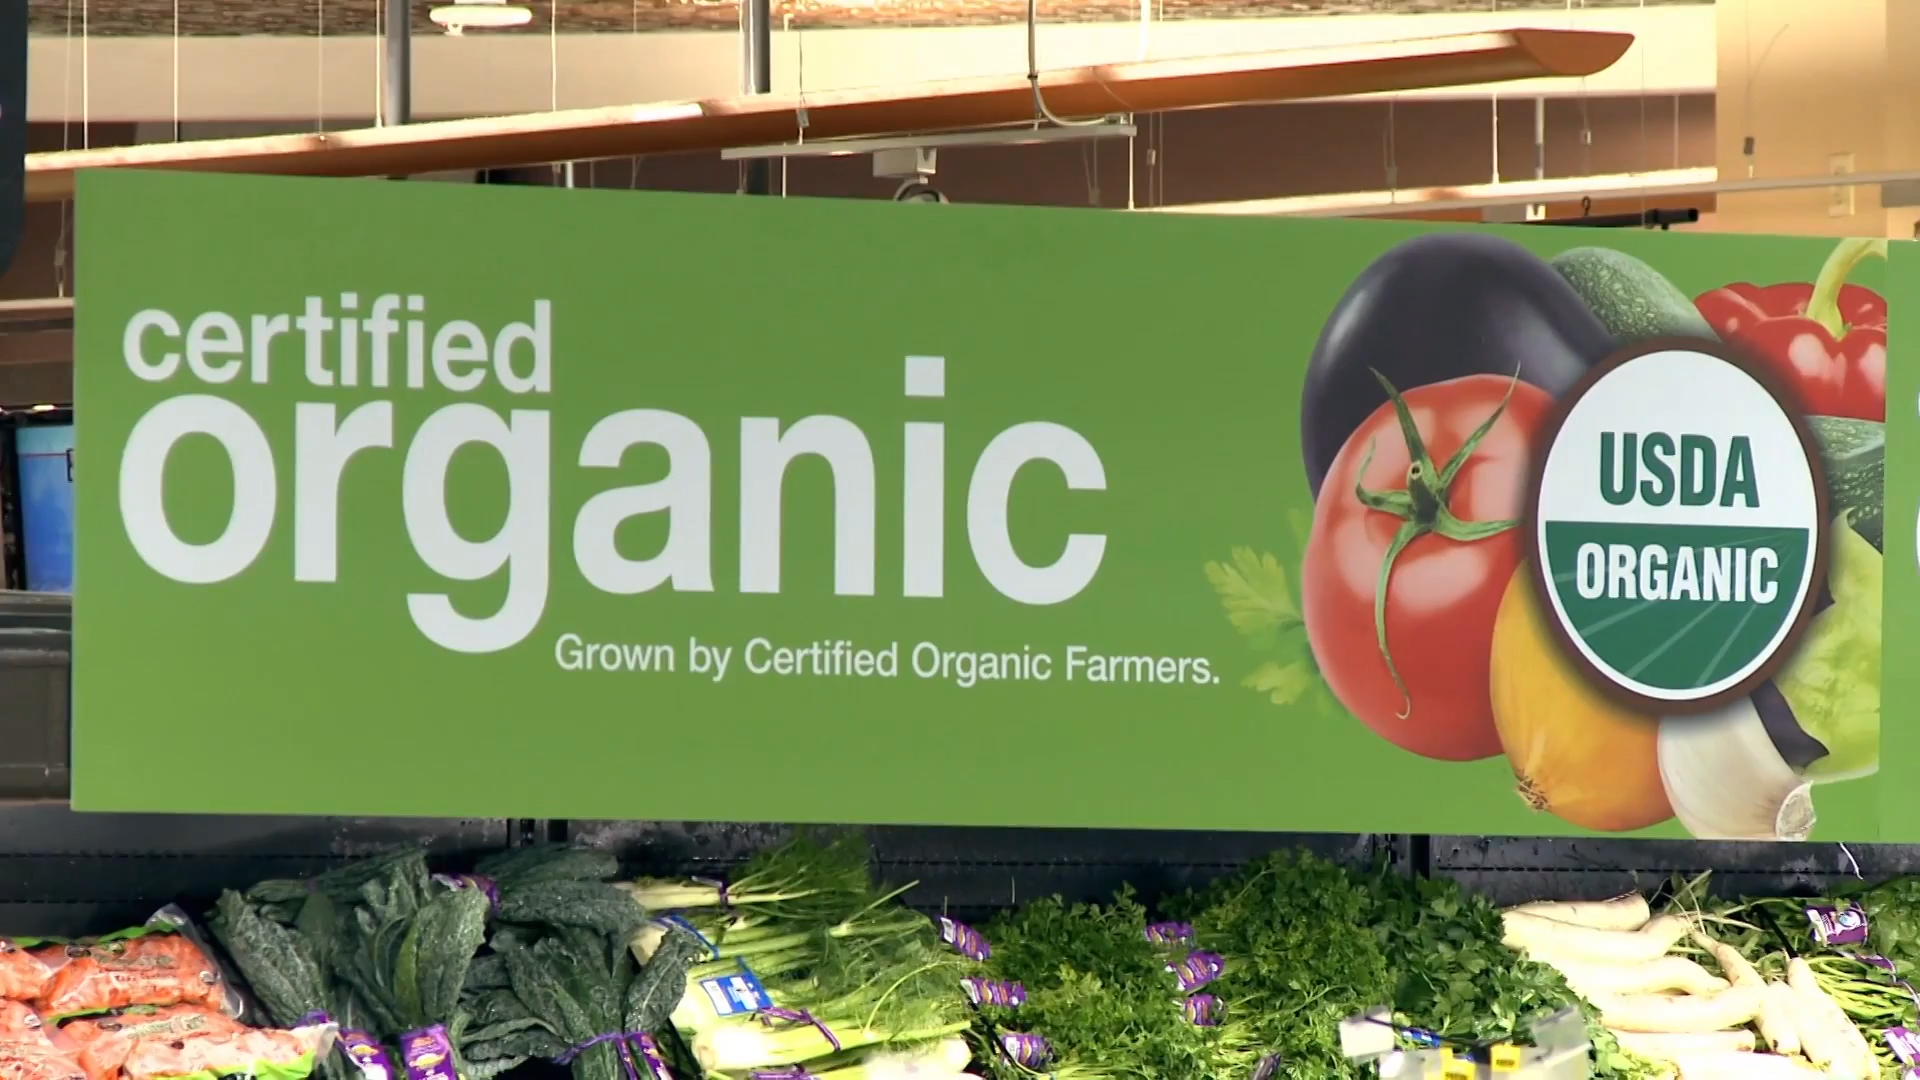 certified
organic
Grown by Certified Organic Farmers.
USDA
ORGANIC